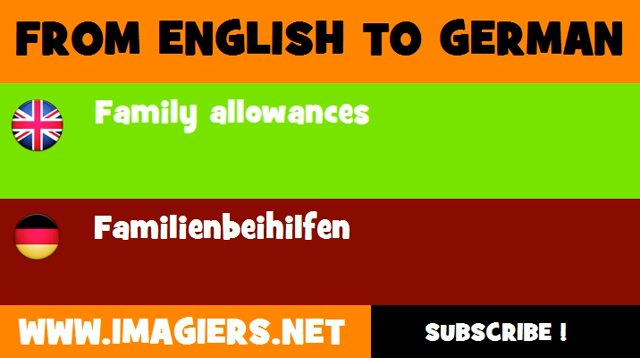 FROM ENGLISH TO GERMAN
Family allowances
Familienbeihilfen
WWW.IMAGIERS.NET
SUBSCRIBE !